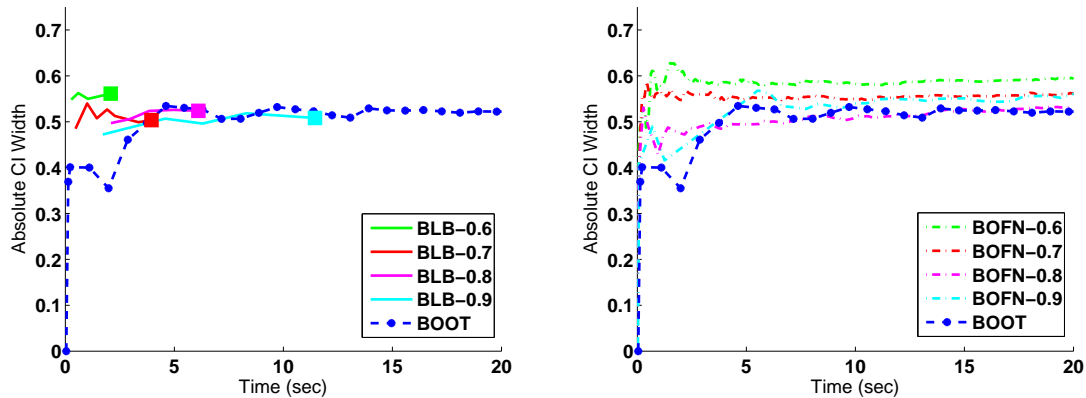 Absolute CI Width
0.7
0.6
0.5
0.4
0.3
0.2
0.1
0
0
5
10
15
20
Time (sec)
BLB−0.6
BLB−0.7
BLB−0.8
BLB−0.9
BOOT
Absolute CI Width
0.7
0.6
0.5
0.4
0.3
0.2
0.1
0
0
5
10
15
20
Time (sec)
BOFN−0.6
BOFN−0.7
BOFN−0.8
BOFN−0.9
BOOT